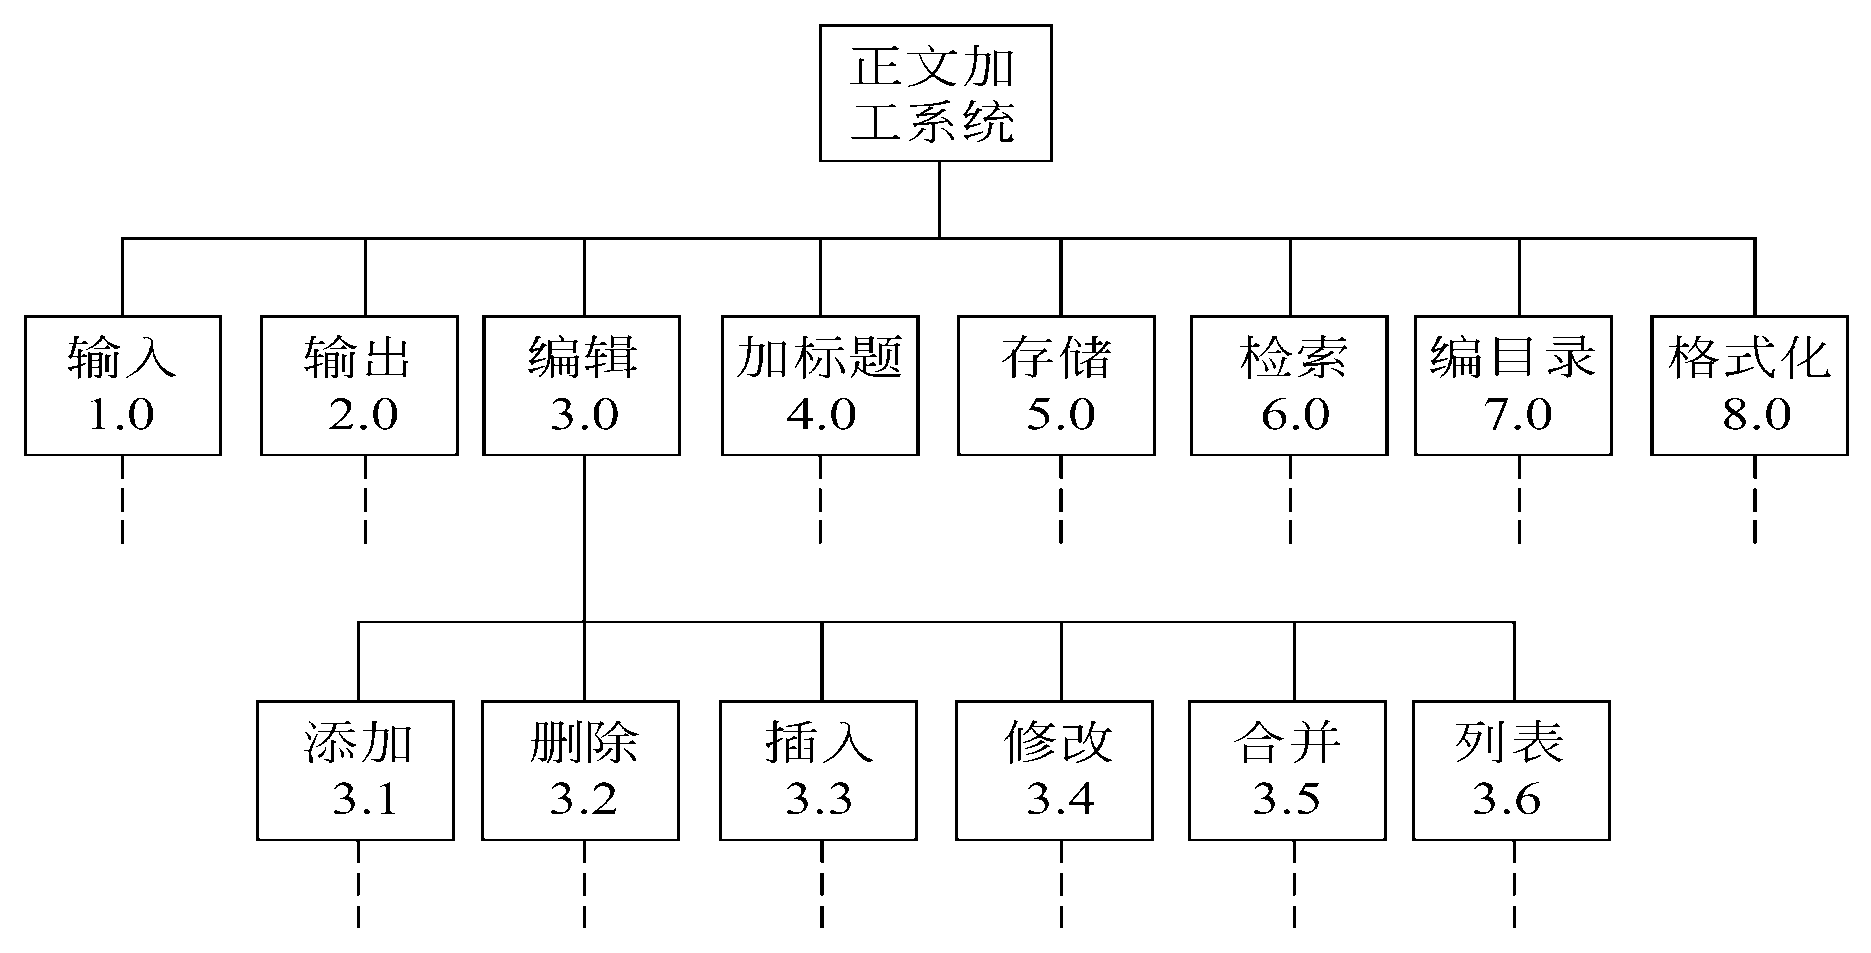 正文加
工系统
输入
1.0
输出
2.0
编辑
3.0
加标题
4.0
存储
5.0
检索
6.0
编目录
7.0
格式化
8.0
添加
3.1
删除
3.2
插入
3.3
修改
3.4
合并
3.5
列表
3.6